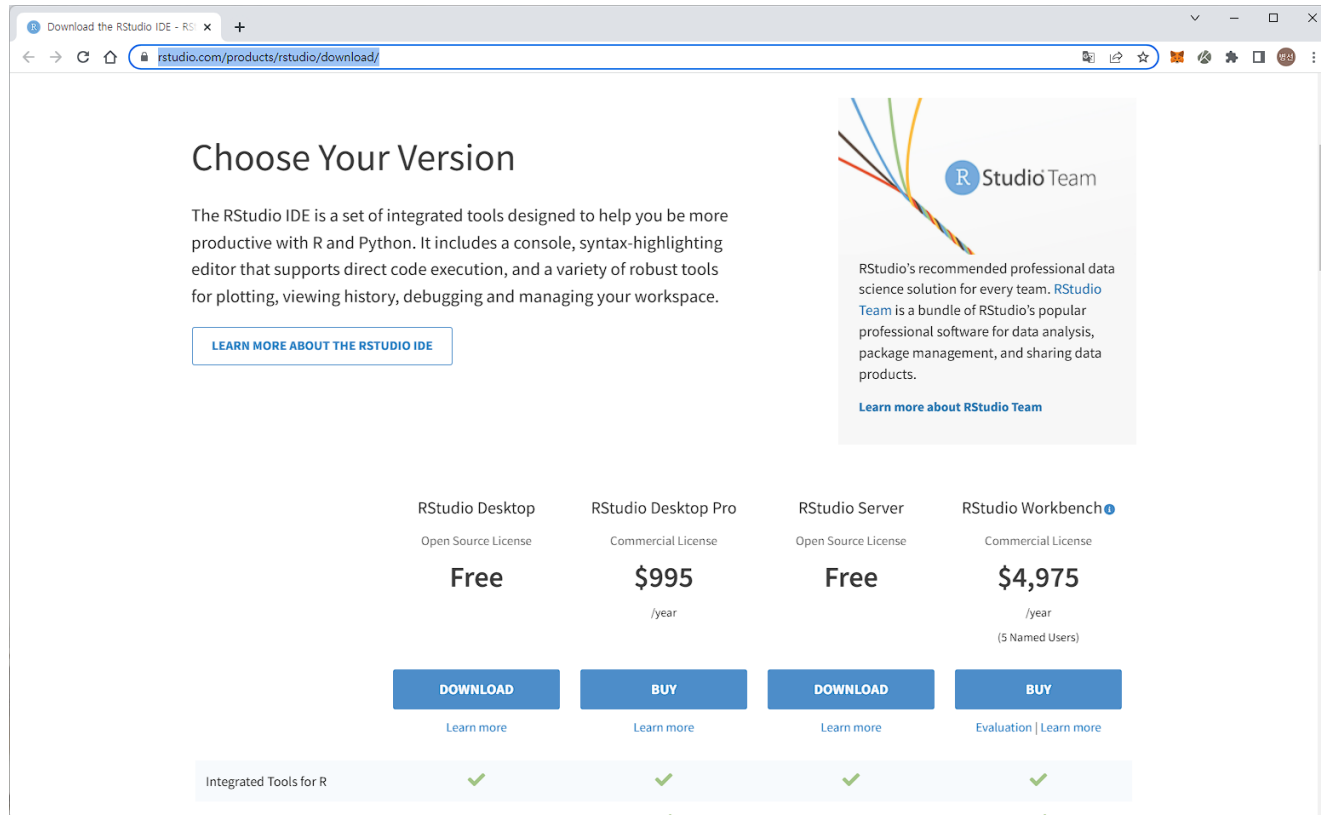 Download the RStudio IDE - RS
rstudio.com/products/rstudio/download/
병선
Choose Your Version
The RStudio IDE is a set of integrated tools designed to help you be more
productive with R and Python. It includes a console, syntax-highlighting
editor that supports direct code execution, and a variety of robust tools
for plotting, viewing history, debugging and managing your workspace.
LEARN MORE ABOUT THE RSTUDIO IDE
R Studio Team
RStudio's recommended professional data
science solution for every team. RStudio
Team is a bundle of RStudio's popular
professional software for data analysis,
package management, and sharing data
products.
Learn more about RStudio Team
RStudio Desktop RStudio Desktop Pro RStudio Server RStudio Workbench
Open Source License Commercial License Open Source License Commercial License
Free $995 Free $4,975
/year /year
(5 Named Users)
DOWNLOAD BUY DOWNLOAD BUY
Learn more Learn more Learn more Evaluation | Learn more
Integrated Tools for R